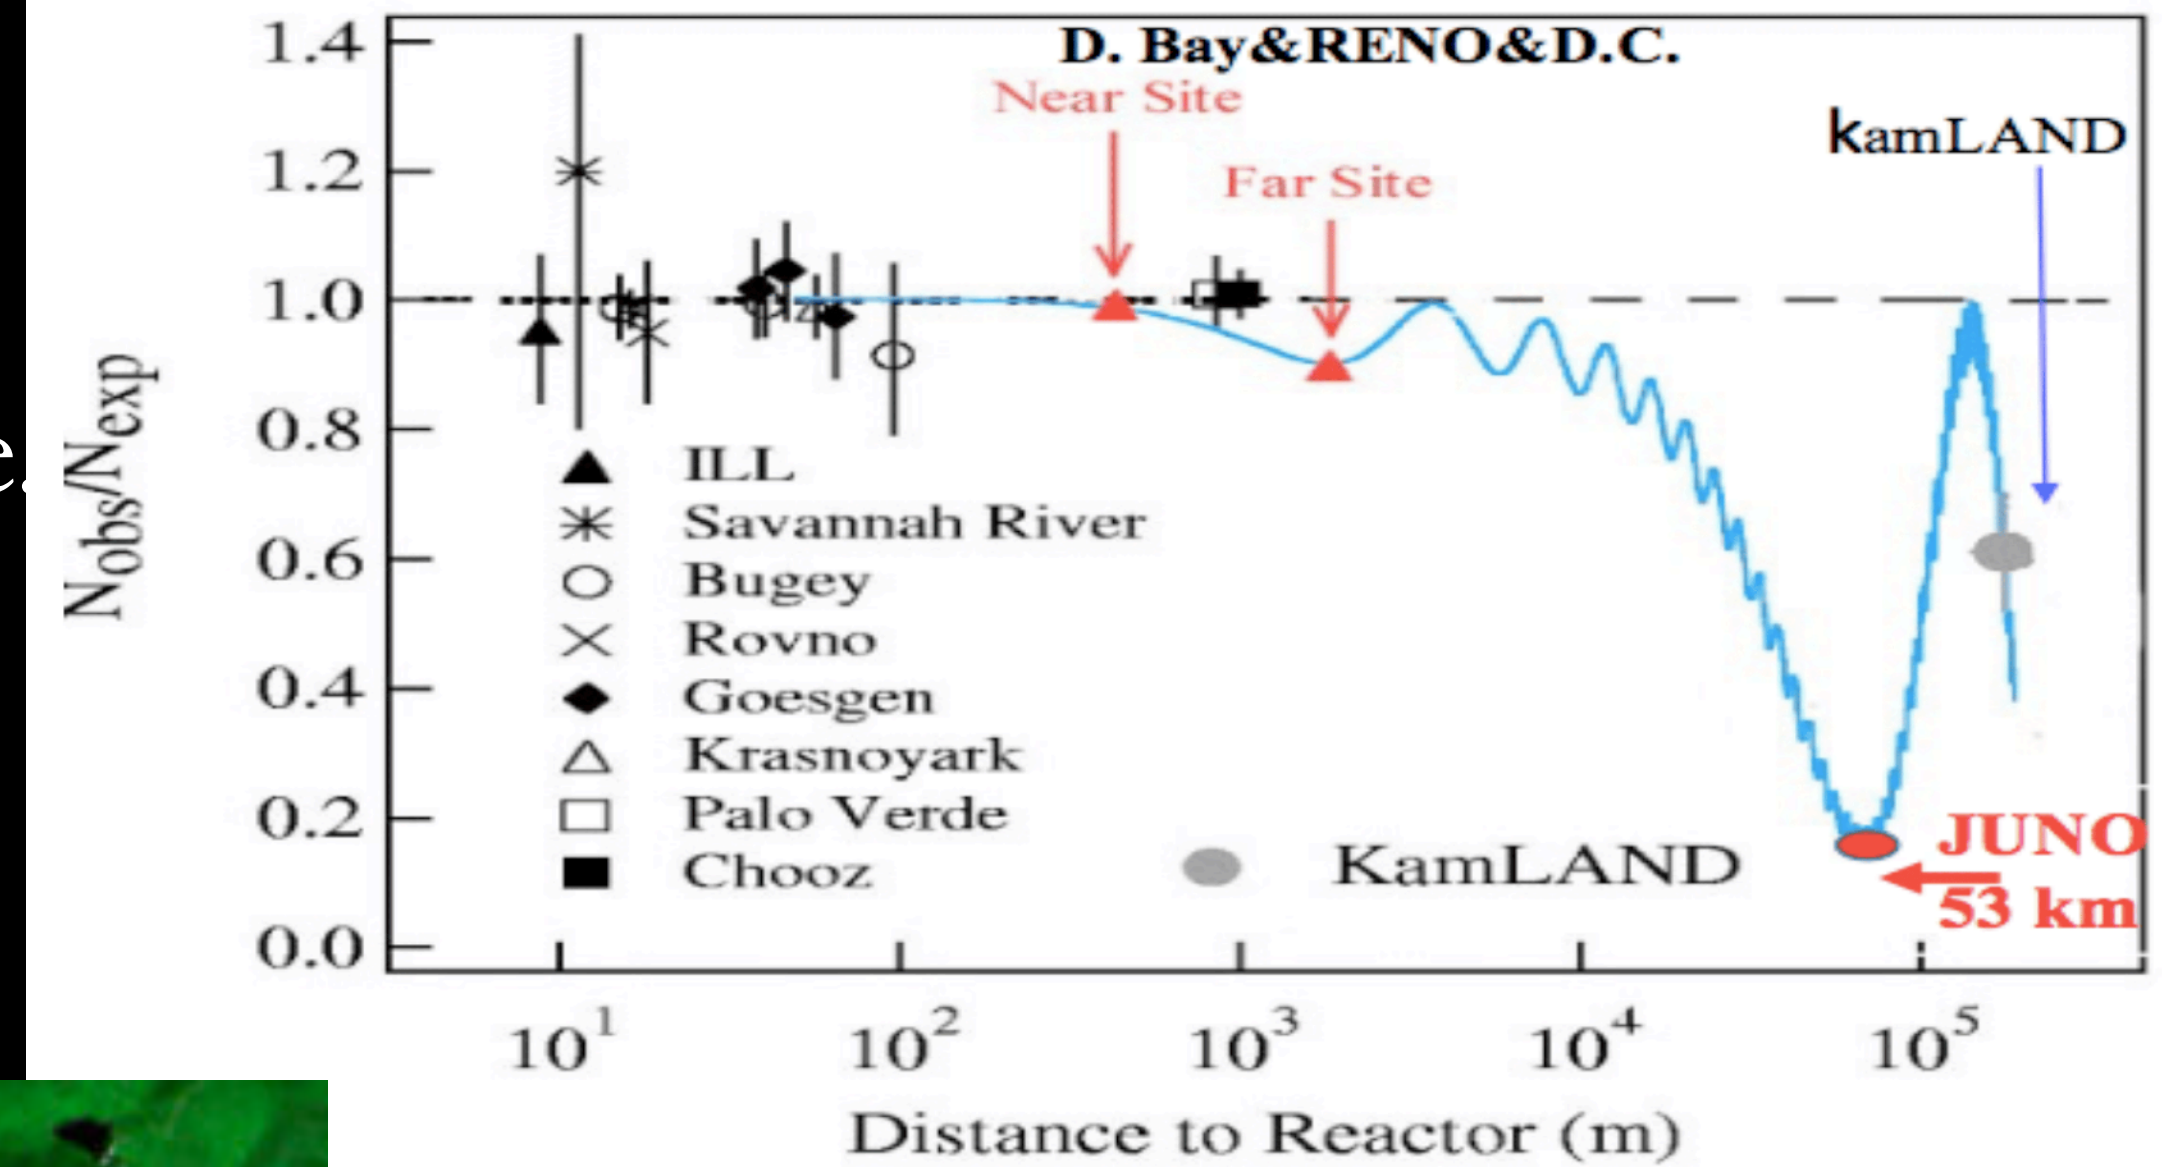 D. Bay&RENO&D.C.
Near Site
Far Site
kamLAND
1.4
1.2
1.0
0.8
0.6
0.4
0.2
0.0
Nobs/Nexp
e.
ILL
Savannah River
Bugey
Rovno
Goesgen
Krasnoyark
Palo Verde
Chooz
KamLAND
JUNO
53 km
10¹ 10² 10³ 10⁴ 10⁵
Distance to Reactor (m)